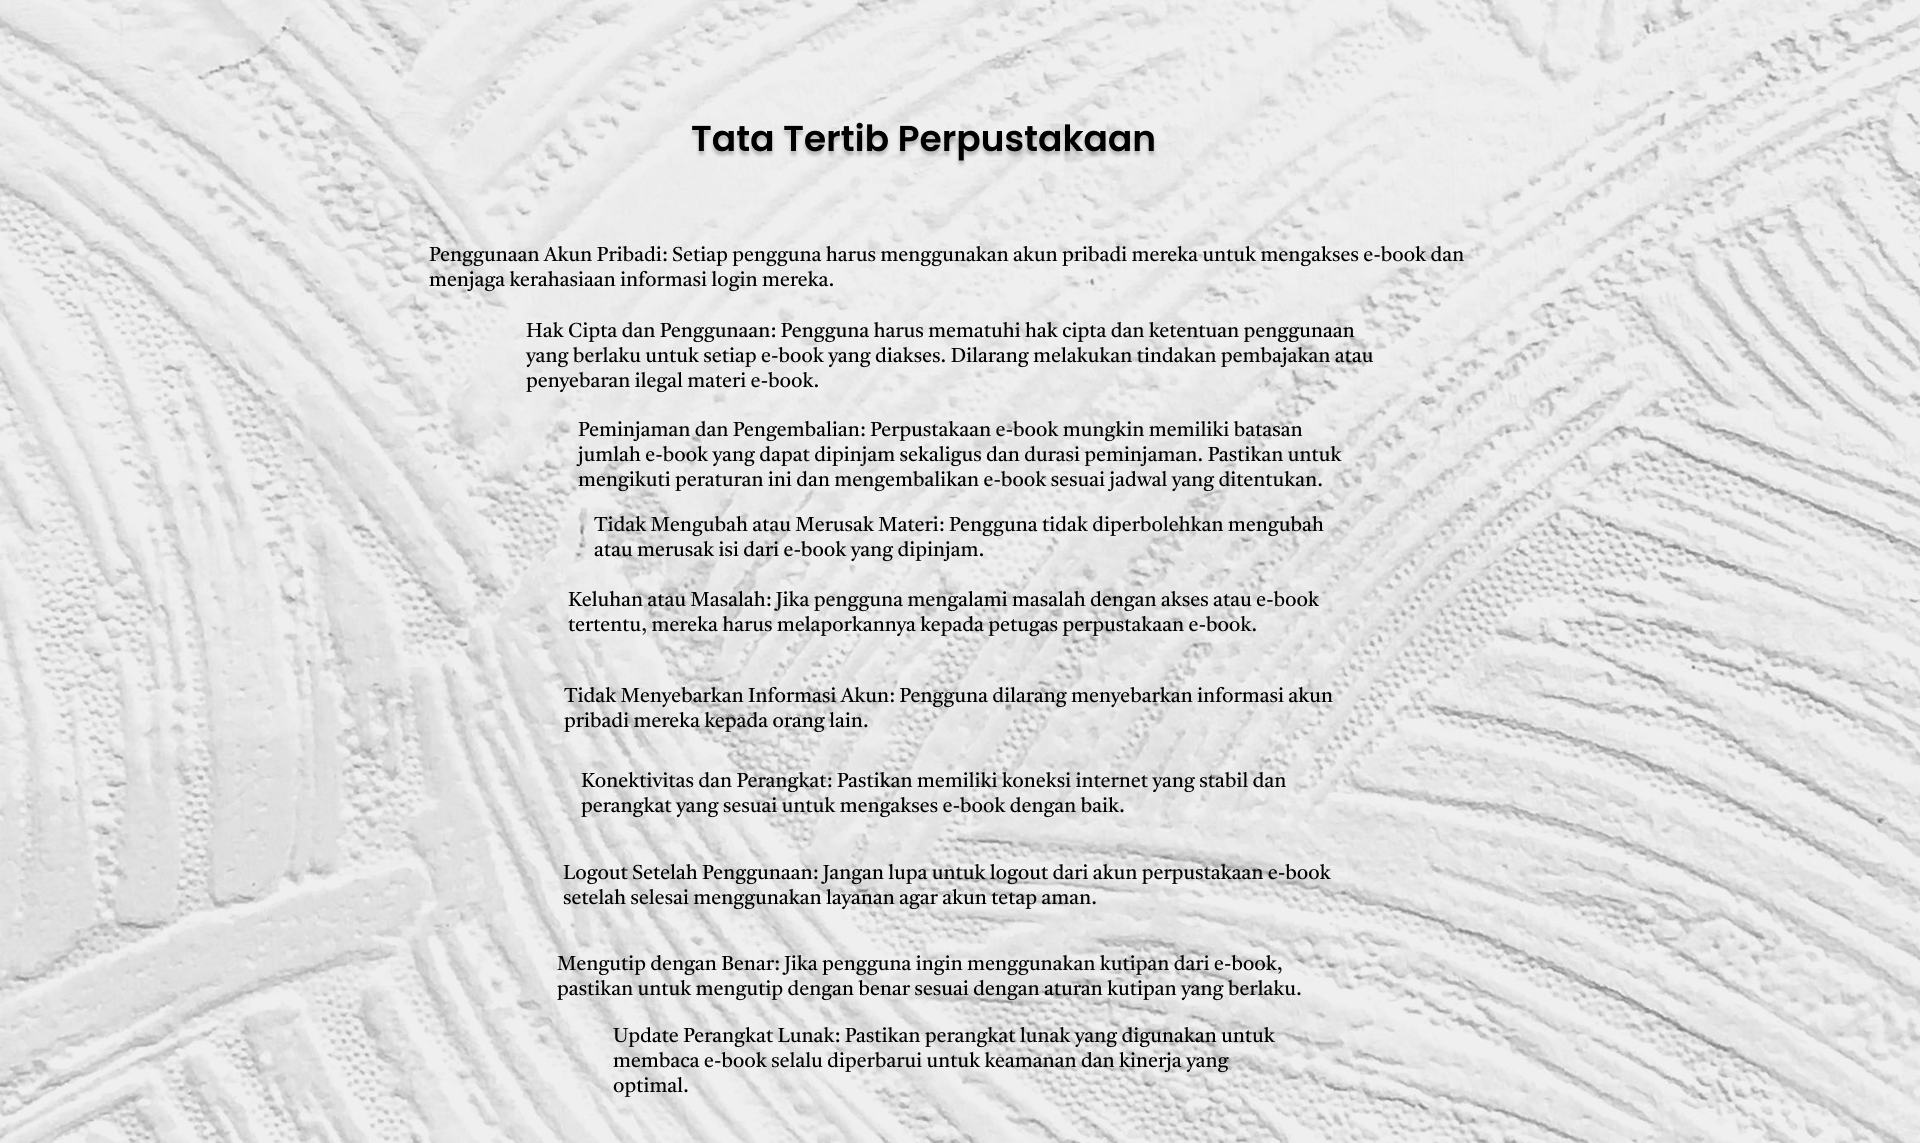 Tata Tertib Perpustakaan
Penggunaan Akun Pribadi: Setiap pengguna harus menggunakan akun pribadi mereka untuk mengakses e-book dan
menjaga kerahasiaan informasi login mereka.
Hak Cipta dan Penggunaan: Pengguna harus mematuhi hak cipta dan ketentuan penggunaan
yang berlaku untuk setiap e-book yang diakses. Dilarang melakukan tindakan pembajakan atau
penyebaran ilegal materi e-book.
Peminjaman dan Pengembalian: Perpustakaan e-book mungkin memiliki batasan
jumlah e-book yang dapat dipinjam sekaligus dan durasi peminjaman. Pastikan untuk
mengikuti peraturan ini dan mengembalikan e-book sesuai jadwal yang ditentukan.
Tidak Mengubah atau Merusak Materi: Pengguna tidak diperbolehkan mengubah
atau merusak isi dari e-book yang dipinjam.
Keluhan atau Masalah: Jika pengguna mengalami masalah dengan akses atau e-book
tertentu, mereka harus melaporkannya kepada petugas perpustakaan e-book.
Tidak Menyebarkan Informasi Akun: Pengguna dilarang menyebarkan informasi akun
pribadi mereka kepada orang lain.
Konektivitas dan Perangkat: Pastikan memiliki koneksi internet yang stabil dan
perangkat yang sesuai untuk mengakses e-book dengan baik.
Logout Setelah Penggunaan: Jangan lupa untuk logout dari akun perpustakaan e-book
setelah selesai menggunakan layanan agar akun tetap aman.
Mengutip dengan Benar: Jika pengguna ingin menggunakan kutipan dari e-book,
pastikan untuk mengutip dengan benar sesuai dengan aturan kutipan yang berlaku.
Update Perangkat Lunak: Pastikan perangkat lunak yang digunakan untuk
membaca e-book selalu diperbarui untuk keamanan dan kinerja yang
optimal.